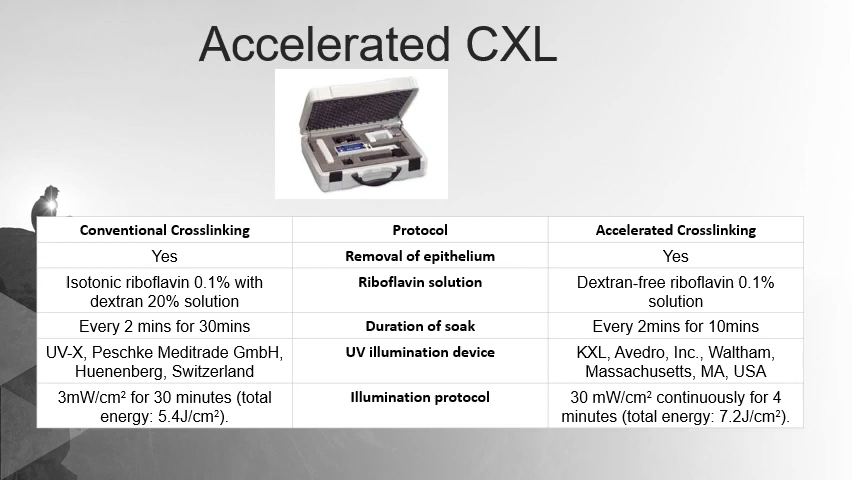 Accelerated CXL
Conventional Crosslinking
Protocol
Accelerated Crosslinking
Yes
Removal of epithelium
Yes
Isotonic riboflavin 0.1% with
dextran 20% solution
Riboflavin solution
Dextran-free riboflavin 0.1%
solution
Every 2 mins for 30mins
Duration of soak
Every 2mins for 10mins
UV-X, Peschke Meditrade GmbH,
Huenenberg, Switzerland
UV illumination device
KXL, Avedro, Inc., Waltham,
Massachusetts, MA, USA
3mW/cm² for 30 minutes (total
energy: 5.4J/cm²).
Illumination protocol
30 mW/cm² continuously for 4
minutes (total energy: 7.2J/cm²).